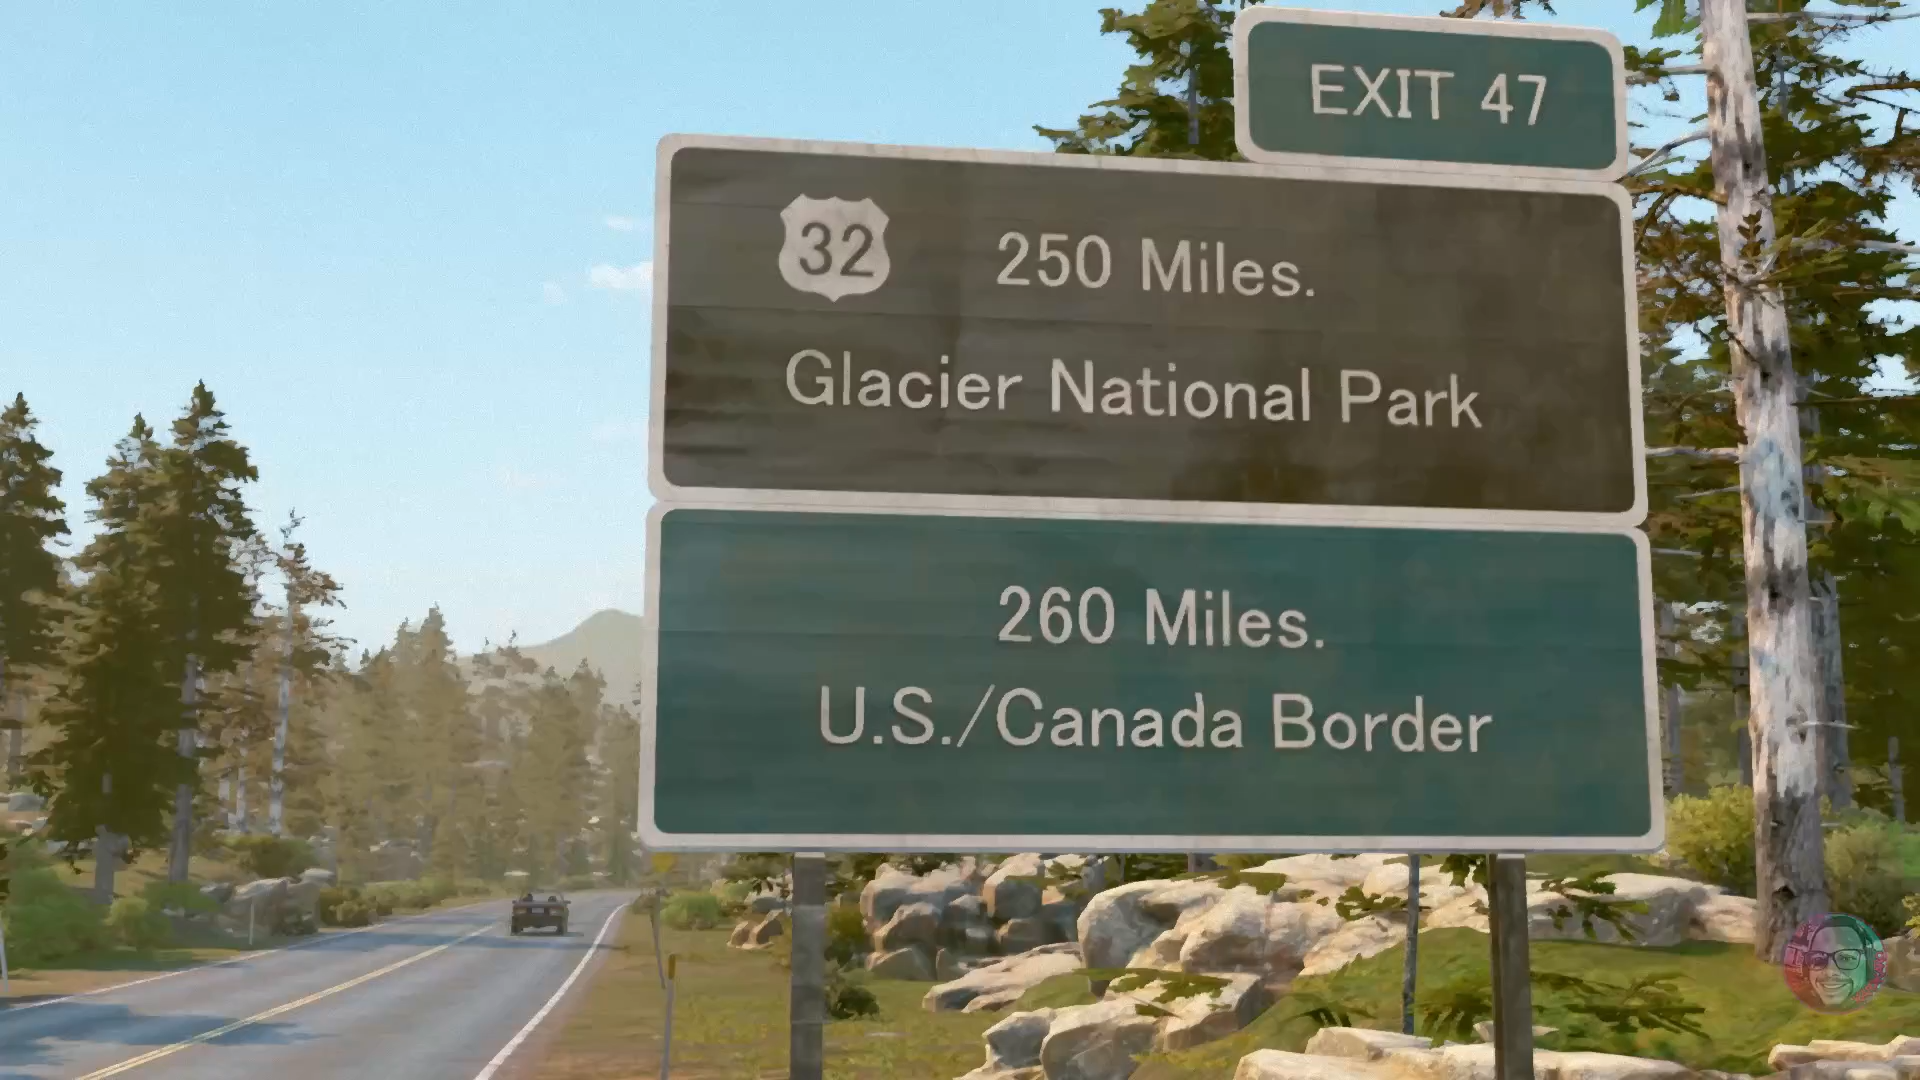 EXIT 47
32 250 Miles.
Glacier National Park
260 Miles.
U.S./Canada Border